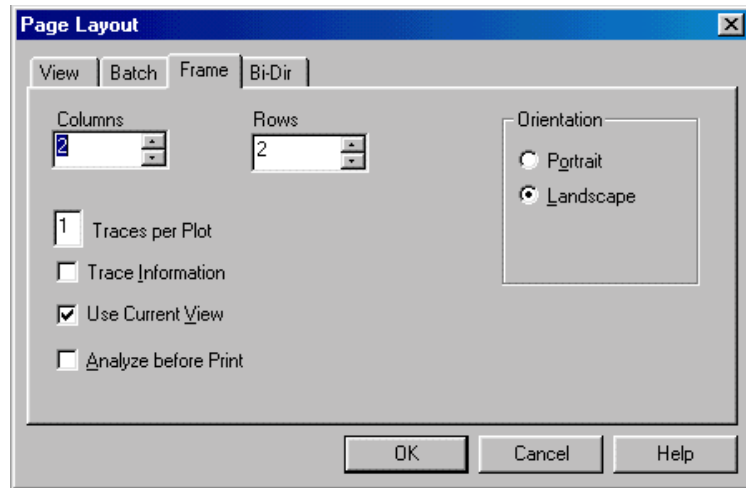 Page Layout
View Batch Frame Bi-Dir
Columns Rows Orientation
2 2
Portrait
Landscape
1 Traces per Plot
Trace Information
Use Current View
Analyze before Print
OK Cancel Help